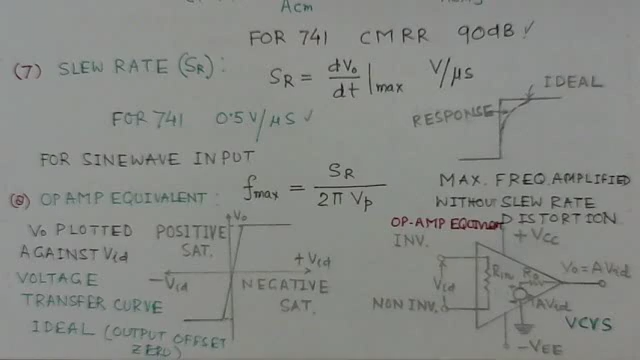 Acm
FOR 741 CMRR 90dB ✓
(7) SLEW RATE (SR) : SR = dVo/dt |max V/μs
FOR 741 0.5V/μs ✓
IDEAL
RESPONSE
FOR SINEWAVE INPUT
fmax = SR / 2π Vp
MAX. FREQ. AMPLIFIED
WITHOUT SLEW RATE
DISTORTION
(8) OP AMP EQUIVALENT :
Vo PLOTTED
AGAINST Vid
VOLTAGE
TRANSFER CURVE
IDEAL (OUTPUT OFFSET
ZERO)
Vo
POSITIVE
SAT.
-Vid
+Vid
NEGATIVE
SAT.
OP-AMP EQUIVALENT
+VCC
INV.
Vid
Rin
Ro
Vo = AVid
AVid
NON INV.
VCVS
-VEE